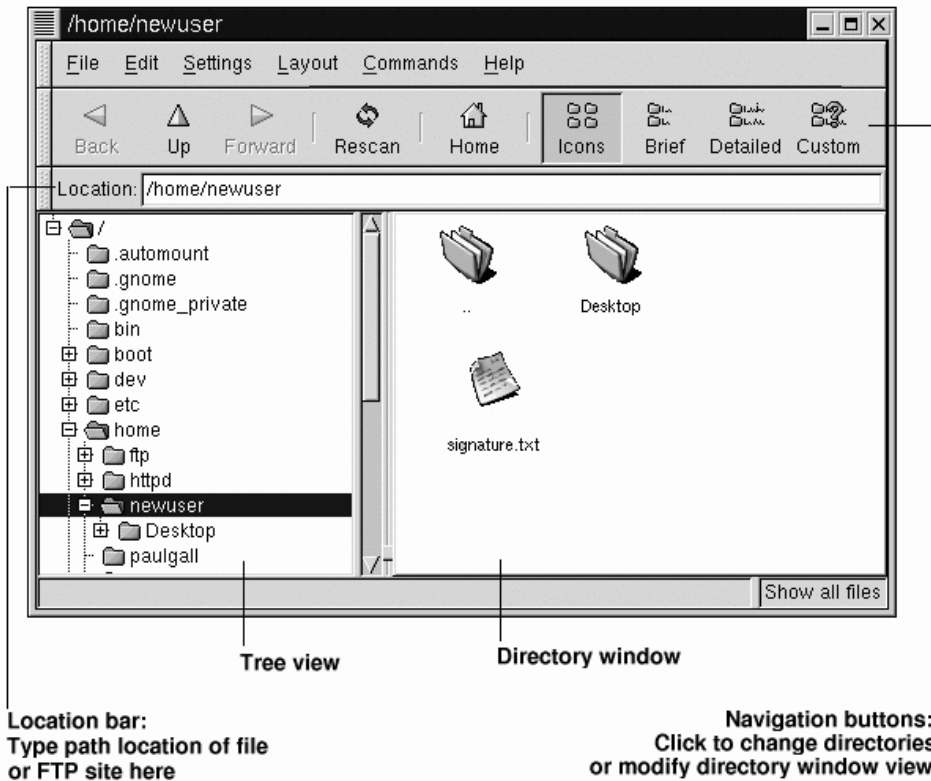 /home/newuser
File Edit Settings Layout Commands Help
Back Up Forward Rescan Home Icons Brief Detailed Custom
Location: /home/newuser
/
.automount
.gnome
.gnome_private
bin
boot
dev
etc
home
ftp
httpd
newuser
Desktop
paulgall
..
Desktop
signature.txt
Show all files
Tree view
Directory window
Location bar:
Type path location of file
or FTP site here
Navigation buttons:
Click to change directories
or modify directory window view